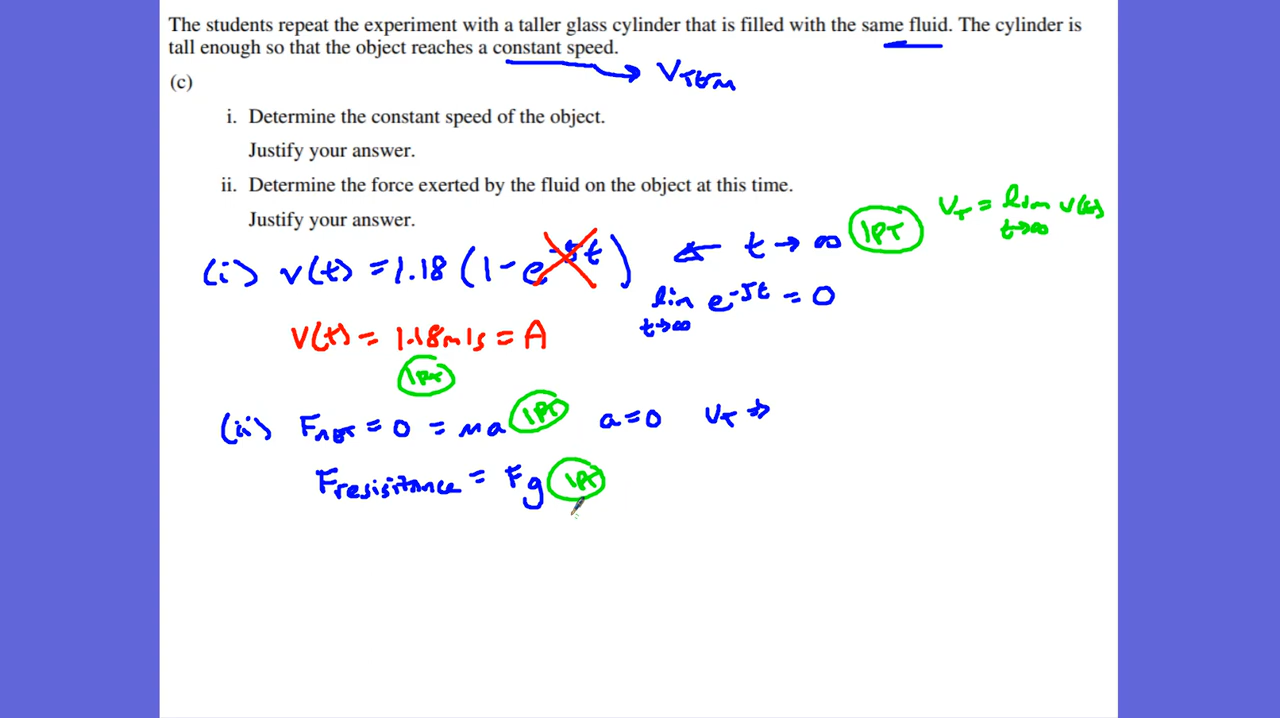 The students repeat the experiment with a taller glass cylinder that is filled with the same fluid. The cylinder is
tall enough so that the object reaches a constant speed.
→ VTERM
(c)
i. Determine the constant speed of the object.
Justify your answer.
ii. Determine the force exerted by the fluid on the object at this time.
Justify your answer.
VT = lim v(t)
t→∞
(i) v(t) = 1.18 (1 - e^-5t) ← t → ∞ 1PT
lim e^-5t = 0
t→∞
V(t) = 1.18 m/s = A
1PT
(ii) FNET = 0 = ma 1PT a = 0 VT →
Fresisitance = Fg 1PT